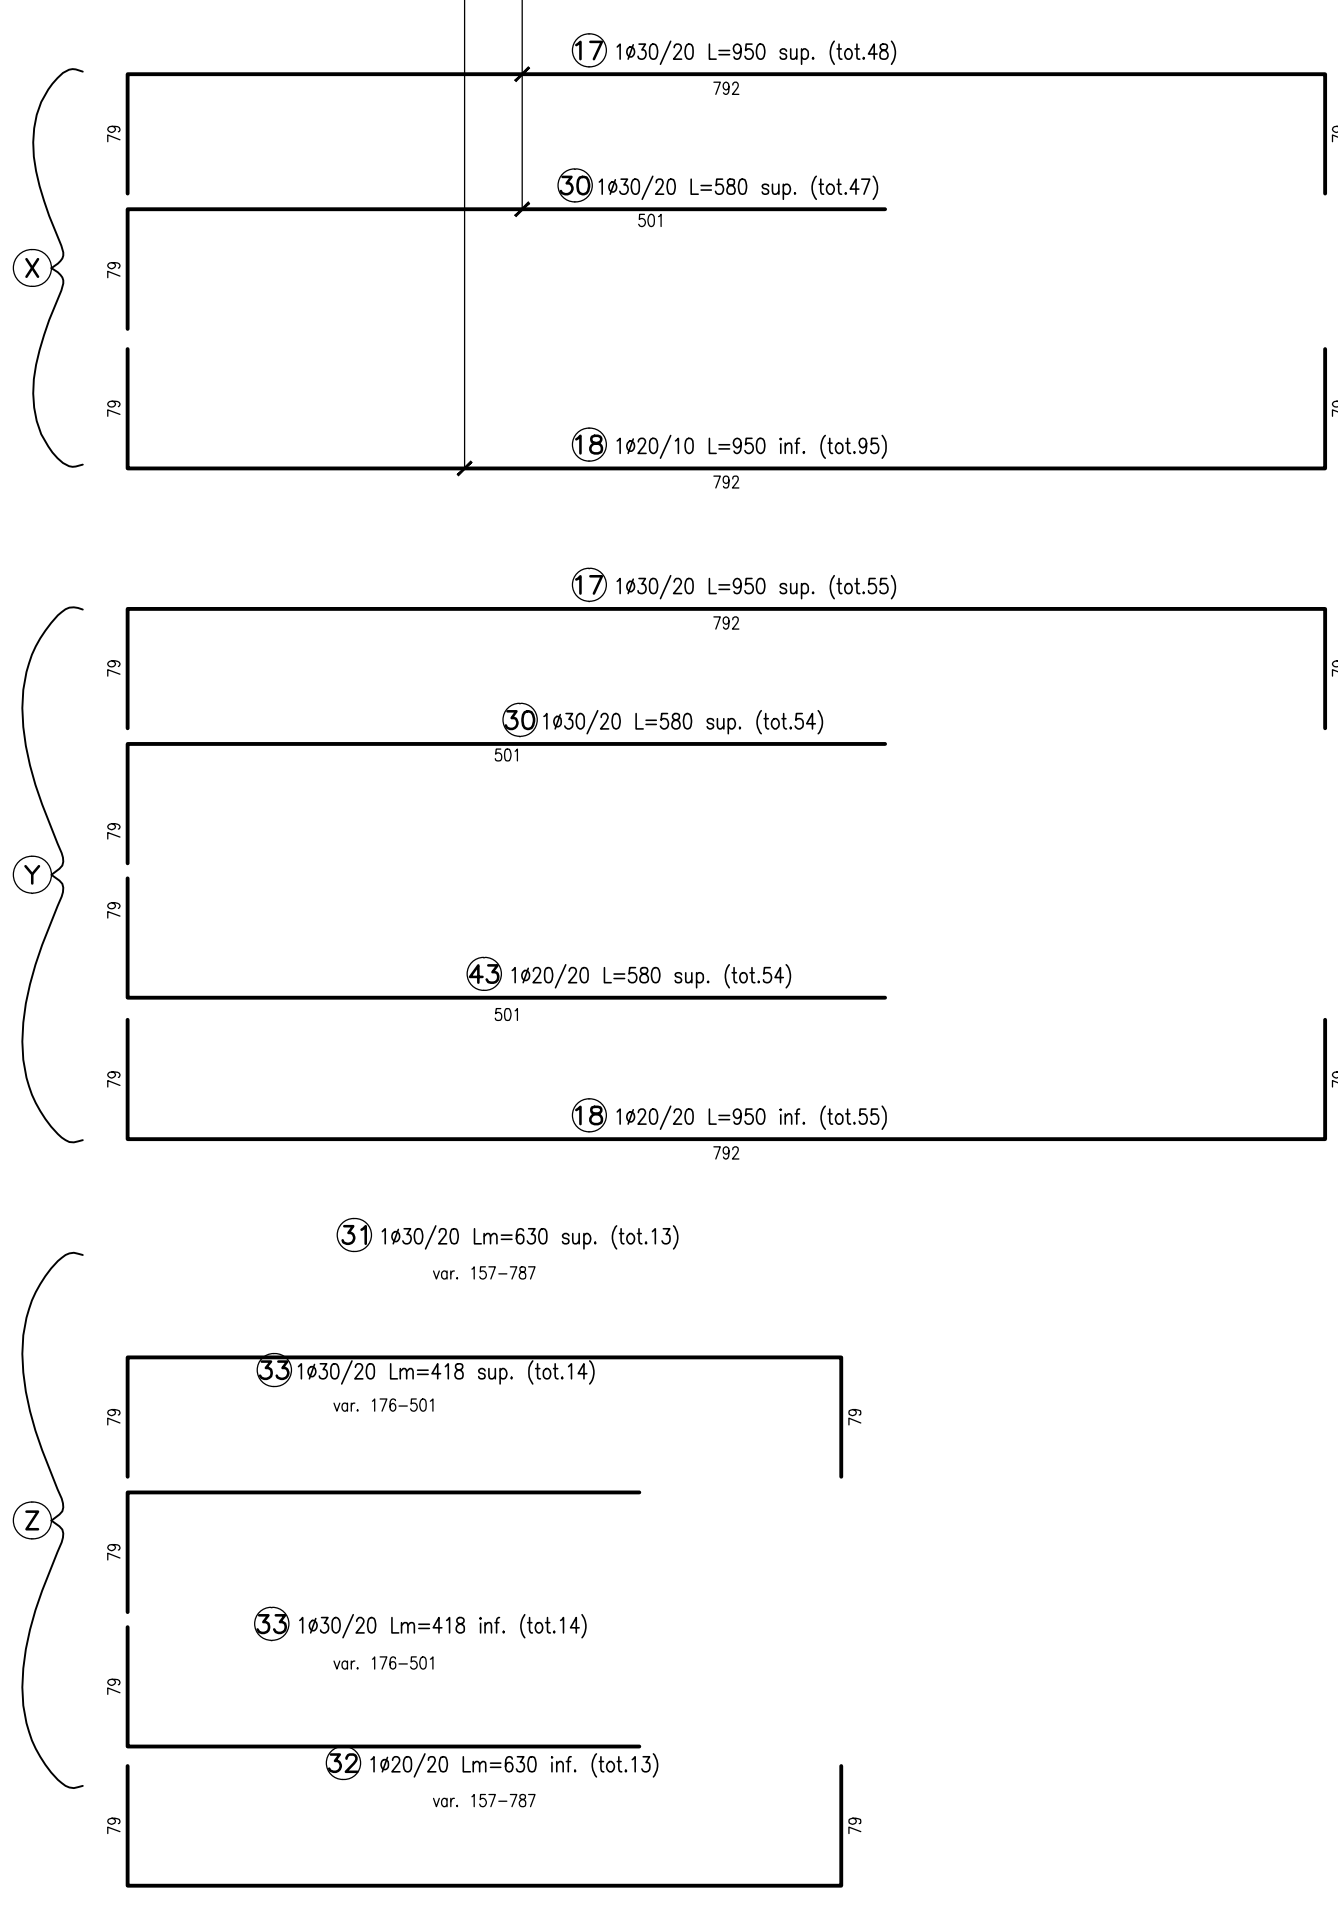 17 1ø30/20 L=950 sup. (tot.48)
792
79
79
30 1ø30/20 L=580 sup. (tot.47)
501
X
79
79
79
18 1ø20/10 L=950 inf. (tot.95)
792
17 1ø30/20 L=950 sup. (tot.55)
792
79
79
30 1ø30/20 L=580 sup. (tot.54)
501
79
Y
79
43 1ø20/20 L=580 sup. (tot.54)
501
79
79
18 1ø20/20 L=950 inf. (tot.55)
792
31 1ø30/20 Lm=630 sup. (tot.13)
var. 157-787
33 1ø30/20 Lm=418 sup. (tot.14)
var. 176-501
79
79
Z
79
33 1ø30/20 Lm=418 inf. (tot.14)
var. 176-501
79
32 1ø20/20 Lm=630 inf. (tot.13)
var. 157-787
79
79